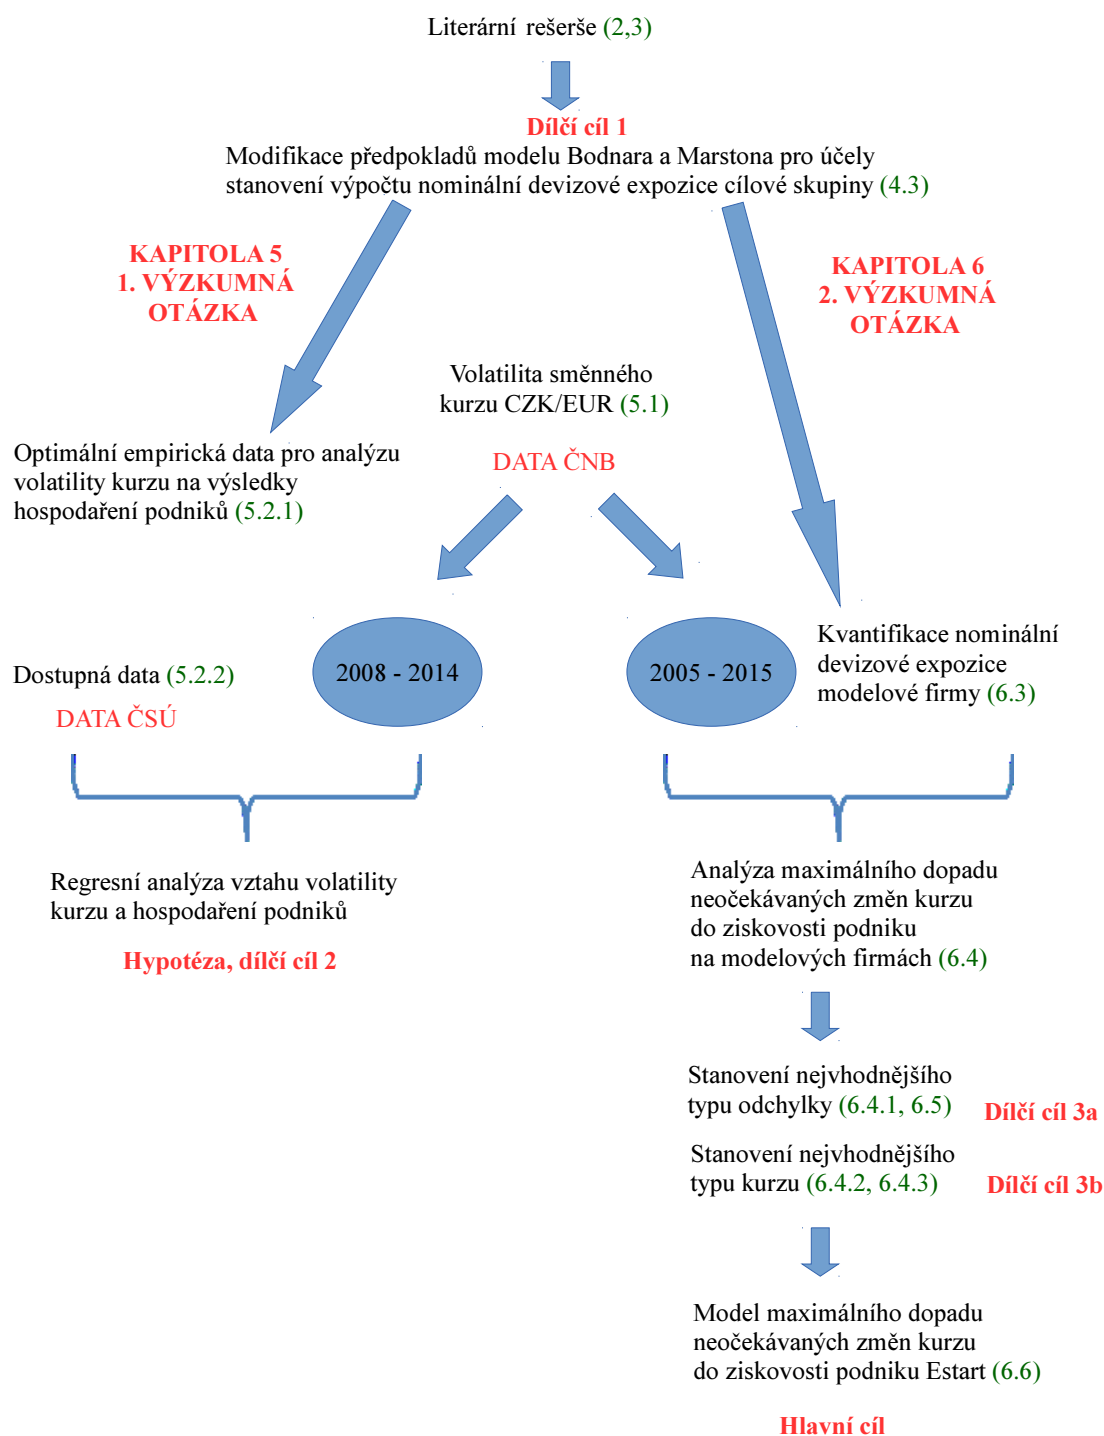 Literární rešerše (2,3)
Dílčí cíl 1
Modifikace předpokladů modelu Bodnara a Marstona pro účely
stanovení výpočtu nominální devizové expozice cílové skupiny (4.3)
KAPITOLA 5
1. VÝZKUMNÁ
OTÁZKA
KAPITOLA 6
2. VÝZKUMNÁ
OTÁZKA
Volatilita směnného
kurzu CZK/EUR (5.1)
DATA ČNB
Optimální empirická data pro analýzu
volatility kurzu na výsledky
hospodaření podniků (5.2.1)
Dostupná data (5.2.2)
DATA ČSÚ
2008 - 2014
2005 - 2015
Kvantifikace nominální
devizové expozice
modelové firmy (6.3)
Regresní analýza vztahu volatility
kurzu a hospodaření podniků
Hypotéza, dílčí cíl 2
Analýza maximálního dopadu
neočekávaných změn kurzu
do ziskovosti podniku
na modelových firmách (6.4)
Stanovení nejvhodnějšího
typu odchylky (6.4.1, 6.5)
Dílčí cíl 3a
Stanovení nejvhodnějšího
typu kurzu (6.4.2, 6.4.3)
Dílčí cíl 3b
Model maximálního dopadu
neočekávaných změn kurzu
do ziskovosti podniku Estart (6.6)
Hlavní cíl